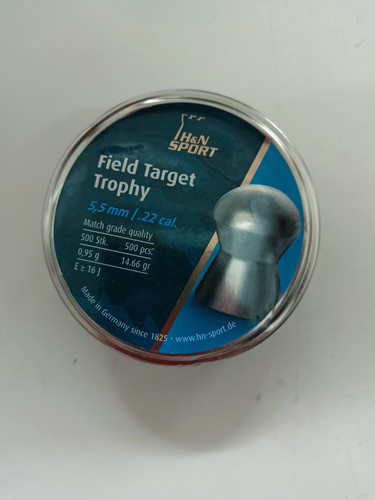 H&N
SPORT
Field Target
Trophy
5,5 mm / .22 cal.
Match grade quality
500 Stk. 500 pcs.
0,95 g 14.66 gr
E ≥ 16 J
Made in Germany since 1825 • www.hn-sport.de